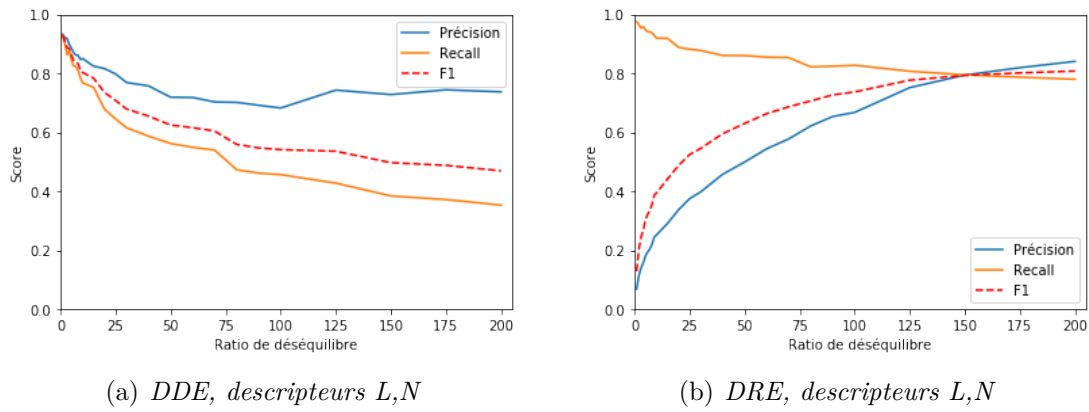 1.0
0.8
0.6
0.4
0.2
0.0
Score
0 25 50 75 100 125 150 175 200
Ratio de déséquilibre
Précision
Recall
F1
(a) DDE, descripteurs L,N
1.0
0.8
0.6
0.4
0.2
0.0
Score
0 25 50 75 100 125 150 175 200
Ratio de déséquilibre
Précision
Recall
F1
(b) DRE, descripteurs L,N